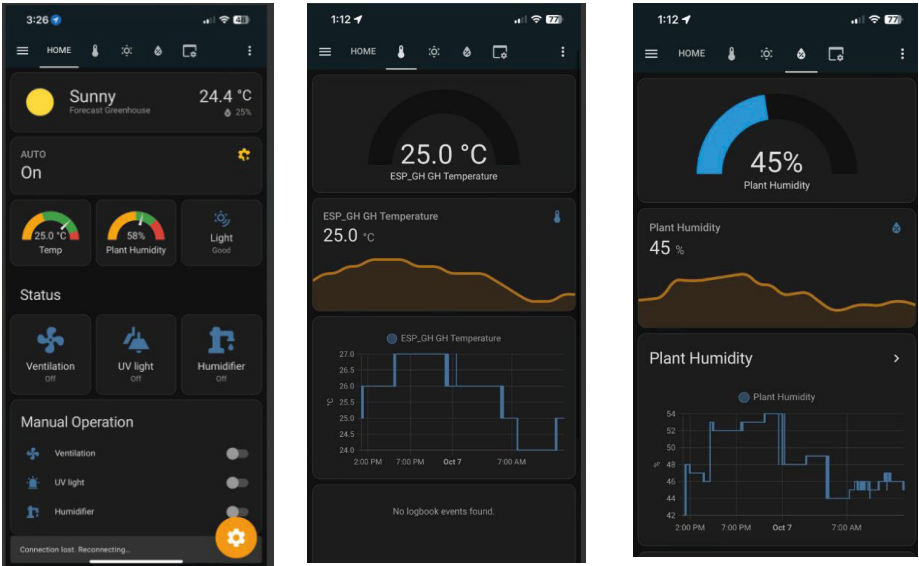 3:26
48
HOME
Sunny
Forecast Greenhouse
24.4 °C
25%
AUTO
On
25.0 °C
Temp
58%
Plant Humidity
Light
Good
Status
Ventilation
Off
UV light
Off
Humidifier
Off
Manual Operation
Ventilation
UV light
Humidifier
Connection lost. Reconnecting...
1:12
77
HOME
25.0 °C
ESP_GH GH Temperature
ESP_GH GH Temperature
25.0 °C
ESP_GH GH Temperature
27.0
26.5
26.0
25.5
25.0
24.5
24.0
°C
2:00 PM 7:00 PM Oct 7 7:00 AM
No logbook events found.
1:12
77
HOME
45%
Plant Humidity
Plant Humidity
45 %
Plant Humidity
Plant Humidity
54
52
50
48
46
44
42
%
2:00 PM 7:00 PM Oct 7 7:00 AM